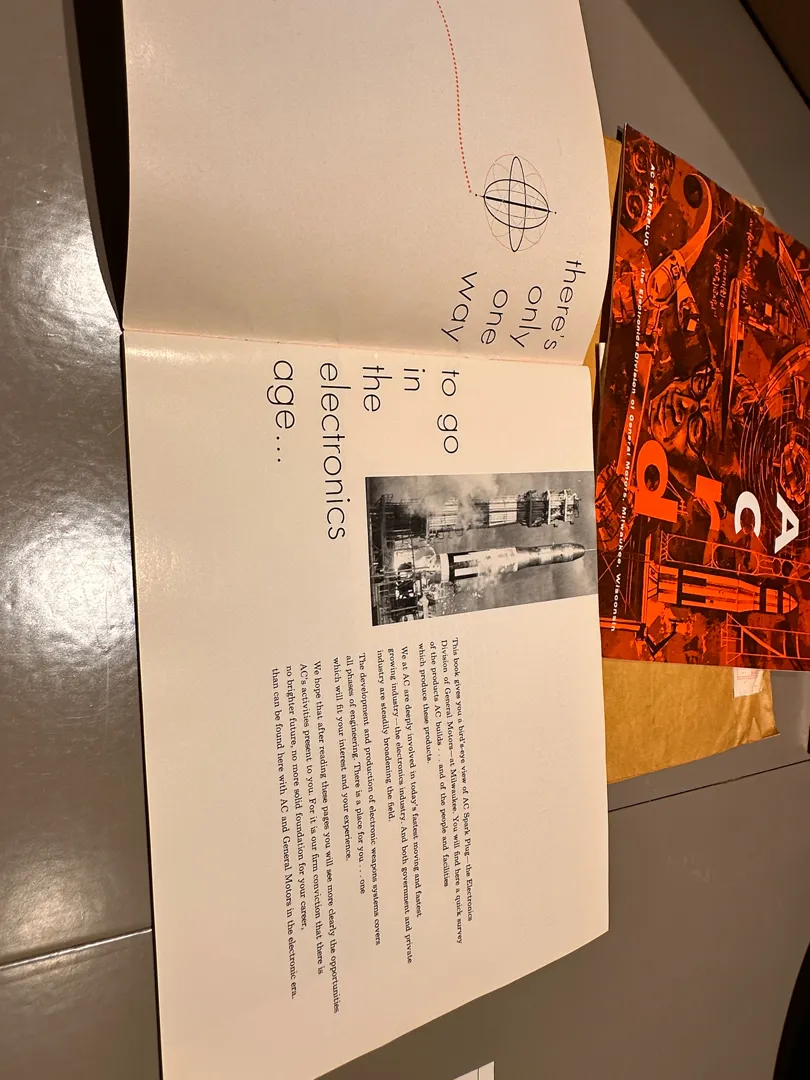 there's
only
one
way
to go
in
the
electronics
age...
This book gives you a bird's-eye view of AC Spark Plug—the Electronics
Division of General Motors—at Milwaukee. You will find here a quick survey
of the products AC builds . . . and of the people and facilities
which produce these products.
We at AC are deeply involved in today's fastest moving and fastest
growing industry—the electronics industry. And both government and private
industry are steadily broadening the field.
The development and production of electronic weapons systems covers
all phases of engineering. There is a place for you . . . one
which will fit your interest and your experience.
We hope that after reading these pages you will see more clearly the opportunities
AC's activities present to you. For it is our firm conviction that there is
no brighter future, no more solid foundation for your career,
than can be found here with AC and General Motors in the electronic era.
A
C
r
d
AC SPARK PLUG the Electronics Division of General Motors, Milwaukee, Wisconsin